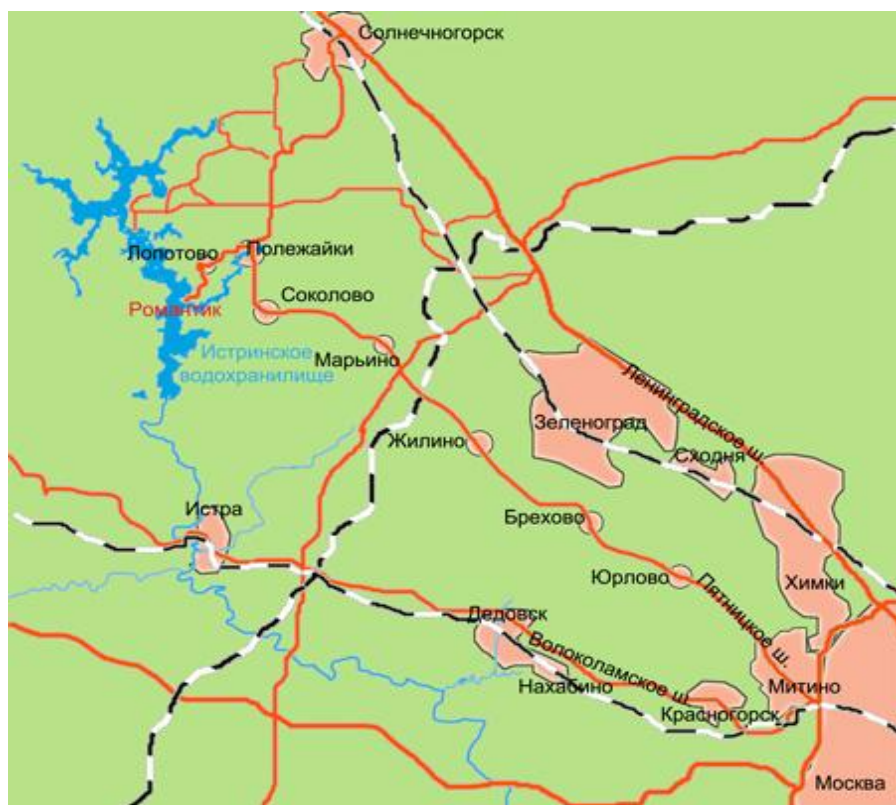 Солнечногорск
Лопотово
Полежайки
Романтик
Соколово
Истринское
водохранилище
Марьино
Ленинградское ш.
Зеленоград
Жилино
Сходня
Истра
Брехово
Юрлово
Пятницкое ш.
Химки
Дедовск
Волоколамское ш.
Нахабино
Митино
Красногорск
Москва